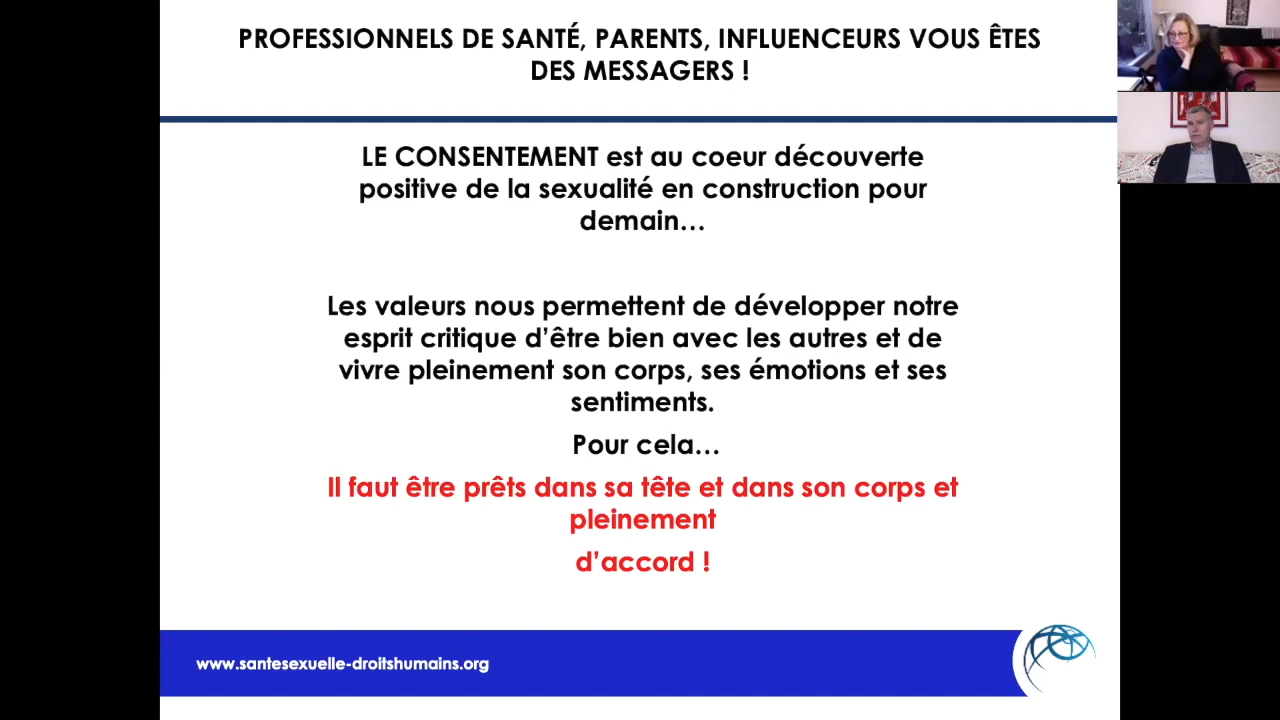 PROFESSIONNELS DE SANTÉ, PARENTS, INFLUENCEURS VOUS ÊTES
DES MESSAGERS !
LE CONSENTEMENT est au coeur découverte
positive de la sexualité en construction pour
demain…
Les valeurs nous permettent de développer notre
esprit critique d’être bien avec les autres et de
vivre pleinement son corps, ses émotions et ses
sentiments.
Pour cela…
Il faut être prêts dans sa tête et dans son corps et
pleinement
d’accord !
www.santesexuelle-droitshumains.org